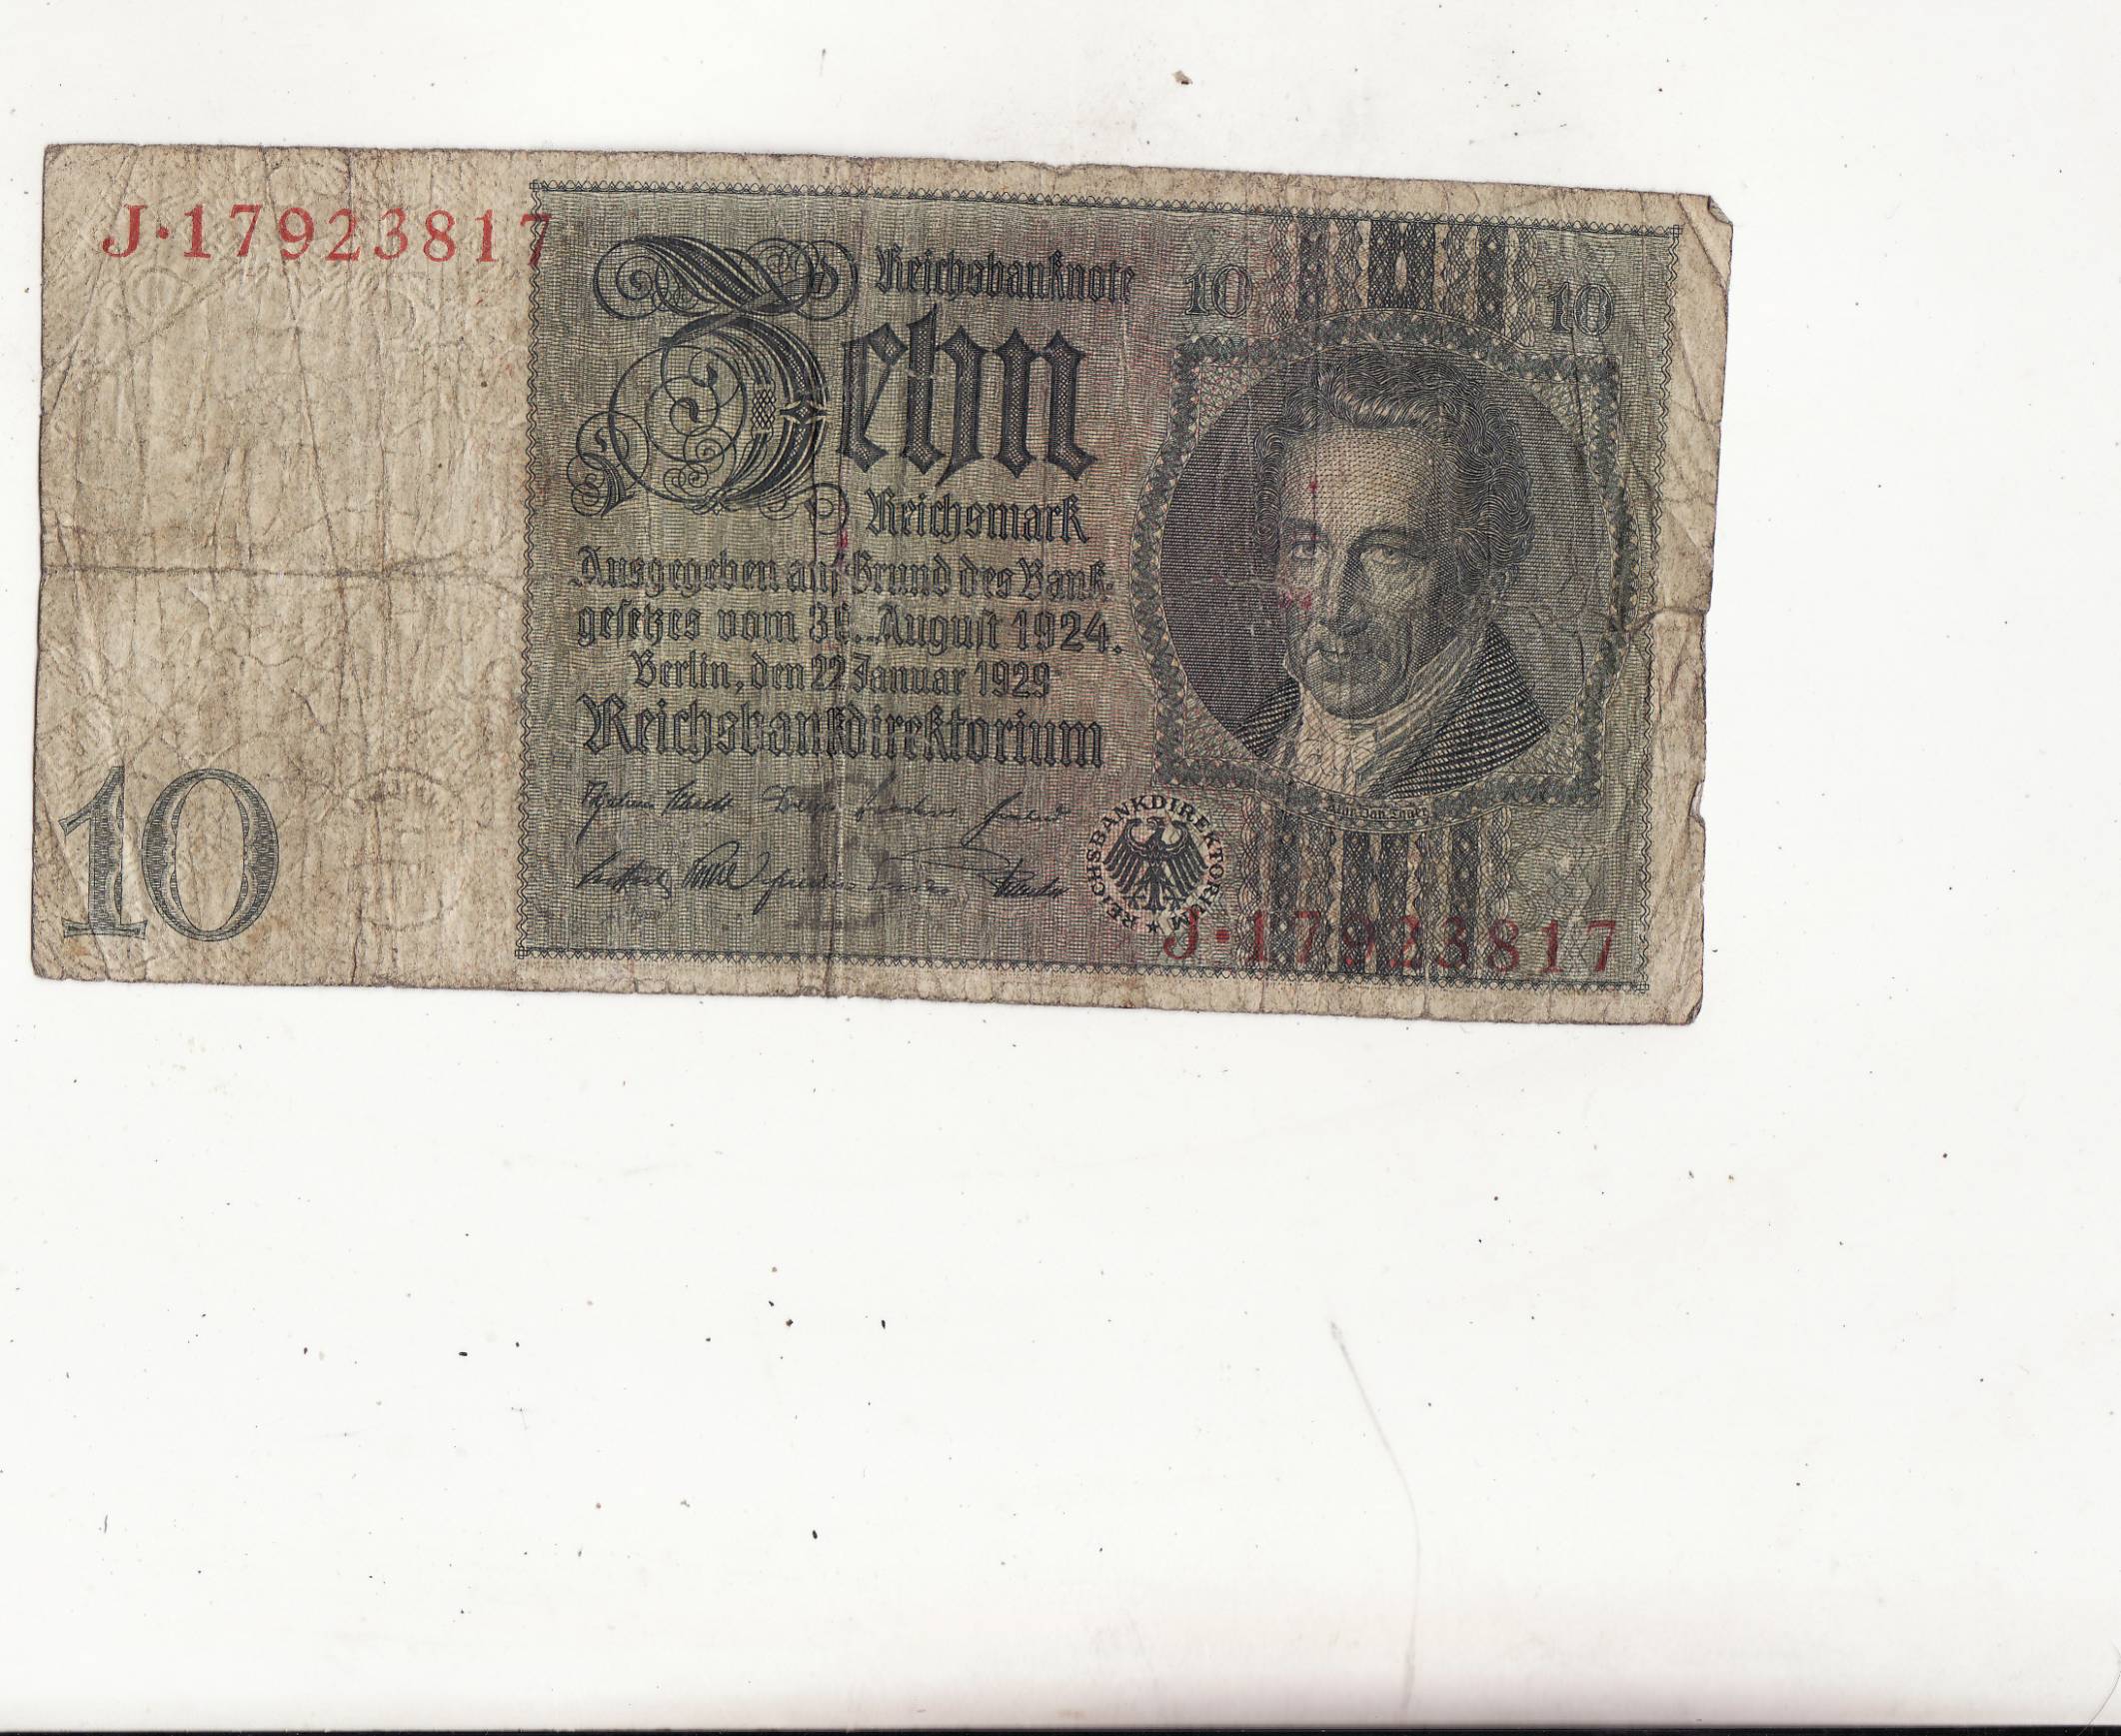 J·17923817
Reichsbanknote
10
10
Zehn
Reichsmark
Ausgegeben auf Grund des Bank-
gesetzes vom 30. August 1924.
Berlin, den 22 Januar 1929
Reichsbankdirektorium
REICHSBANKDIREKTORIUM
10
J·17923817